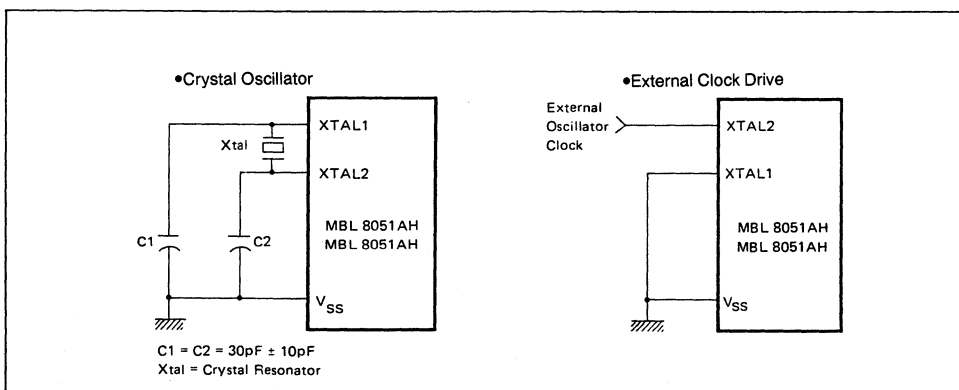 •Crystal Oscillator
XTAL1
Xtal
XTAL2
MBL 8051AH
MBL 8051AH
C1
C2
VSS
C1 = C2 = 30pF ± 10pF
Xtal = Crystal Resonator
•External Clock Drive
External
Oscillator
Clock
XTAL2
XTAL1
MBL 8051AH
MBL 8051AH
VSS